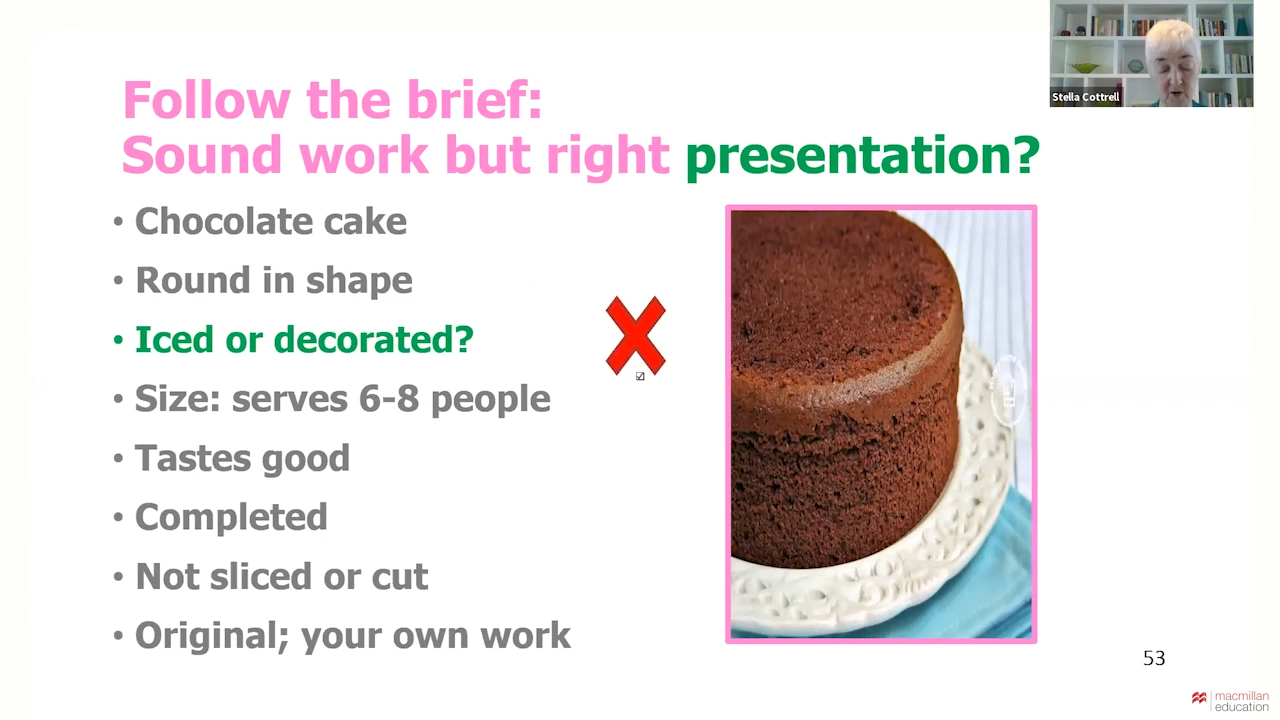 Stella Cottrell
Follow the brief:
Sound work but right presentation?
• Chocolate cake
• Round in shape
• Iced or decorated?
• Size: serves 6-8 people
• Tastes good
• Completed
• Not sliced or cut
• Original; your own work
53
macmillan
education